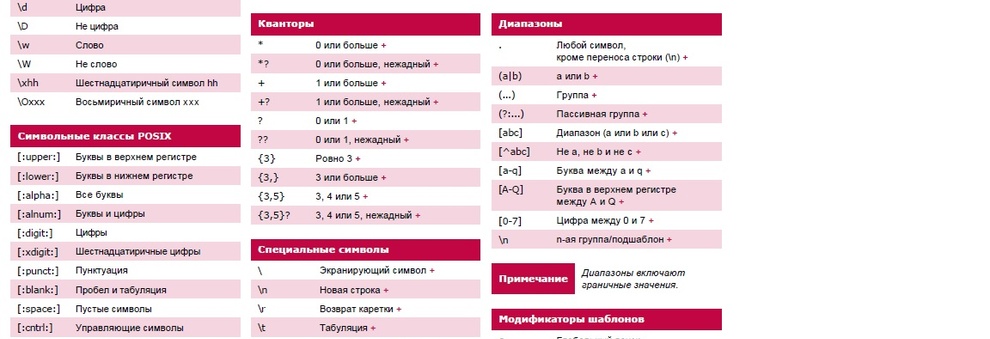 \d Цифра
\D Не цифра
\w Слово
\W Не слово
\xhh Шестнадцатиричный символ hh
\Oxxx Восьмиричный символ xxx
Символьные классы POSIX
[:upper:] Буквы в верхнем регистре
[:lower:] Буквы в нижнем регистре
[:alpha:] Все буквы
[:alnum:] Буквы и цифры
[:digit:] Цифры
[:xdigit:] Шестнадцатиричные цифры
[:punct:] Пунктуация
[:blank:] Пробел и табуляция
[:space:] Пустые символы
[:cntrl:] Управляющие символы
Кванторы
* 0 или больше +
*? 0 или больше, нежадный +
+ 1 или больше +
+? 1 или больше, нежадный +
? 0 или 1 +
?? 0 или 1, нежадный +
{3} Ровно 3 +
{3,} 3 или больше +
{3,5} 3, 4 или 5 +
{3,5}? 3, 4 или 5, нежадный +
Специальные символы
\ Экранирующий символ +
\n Новая строка +
\r Возврат каретки +
\t Табуляция +
Диапазоны
. Любой символ,
кроме переноса строки (\n) +
(a|b) a или b +
(...) Группа +
(?:...) Пассивная группа +
[abc] Диапазон (a или b или c) +
[^abc] Не a, не b и не c +
[a-q] Буква между a и q +
[A-Q] Буква в верхнем регистре
между A и Q +
[0-7] Цифра между 0 и 7 +
\n n-ая группа/подшаблон +
Примечание Диапазоны включают
граничные значения.
Модификаторы шаблонов